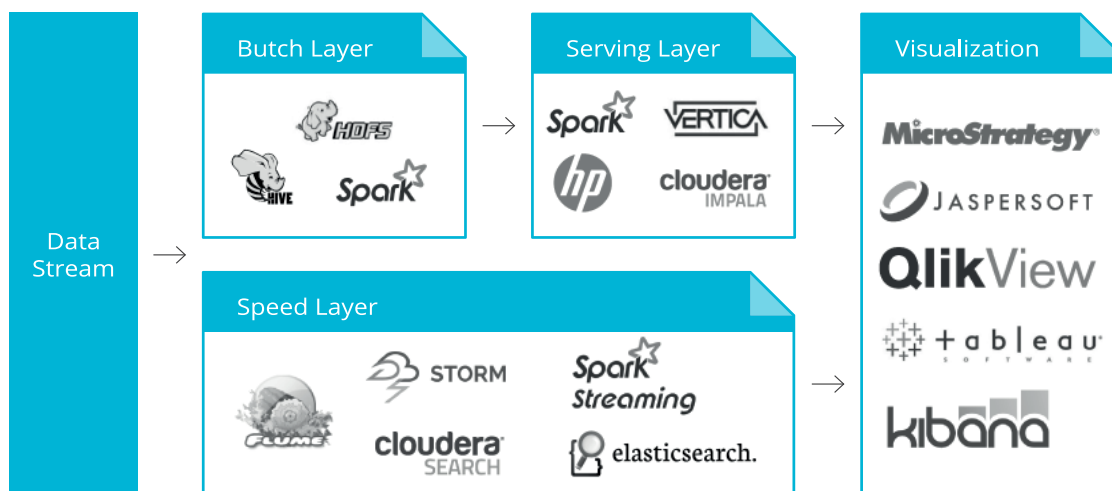 Data
Stream
Butch Layer
HDFS
HIVE
Spark
Serving Layer
Spark
VERTICA
hp
cloudera
IMPALA
Speed Layer
FLUME
STORM
cloudera
SEARCH
Spark
Streaming
elasticsearch.
Visualization
MicroStrategy
JASPERSOFT
QlikView
+ableau
SOFTWARE
kibana